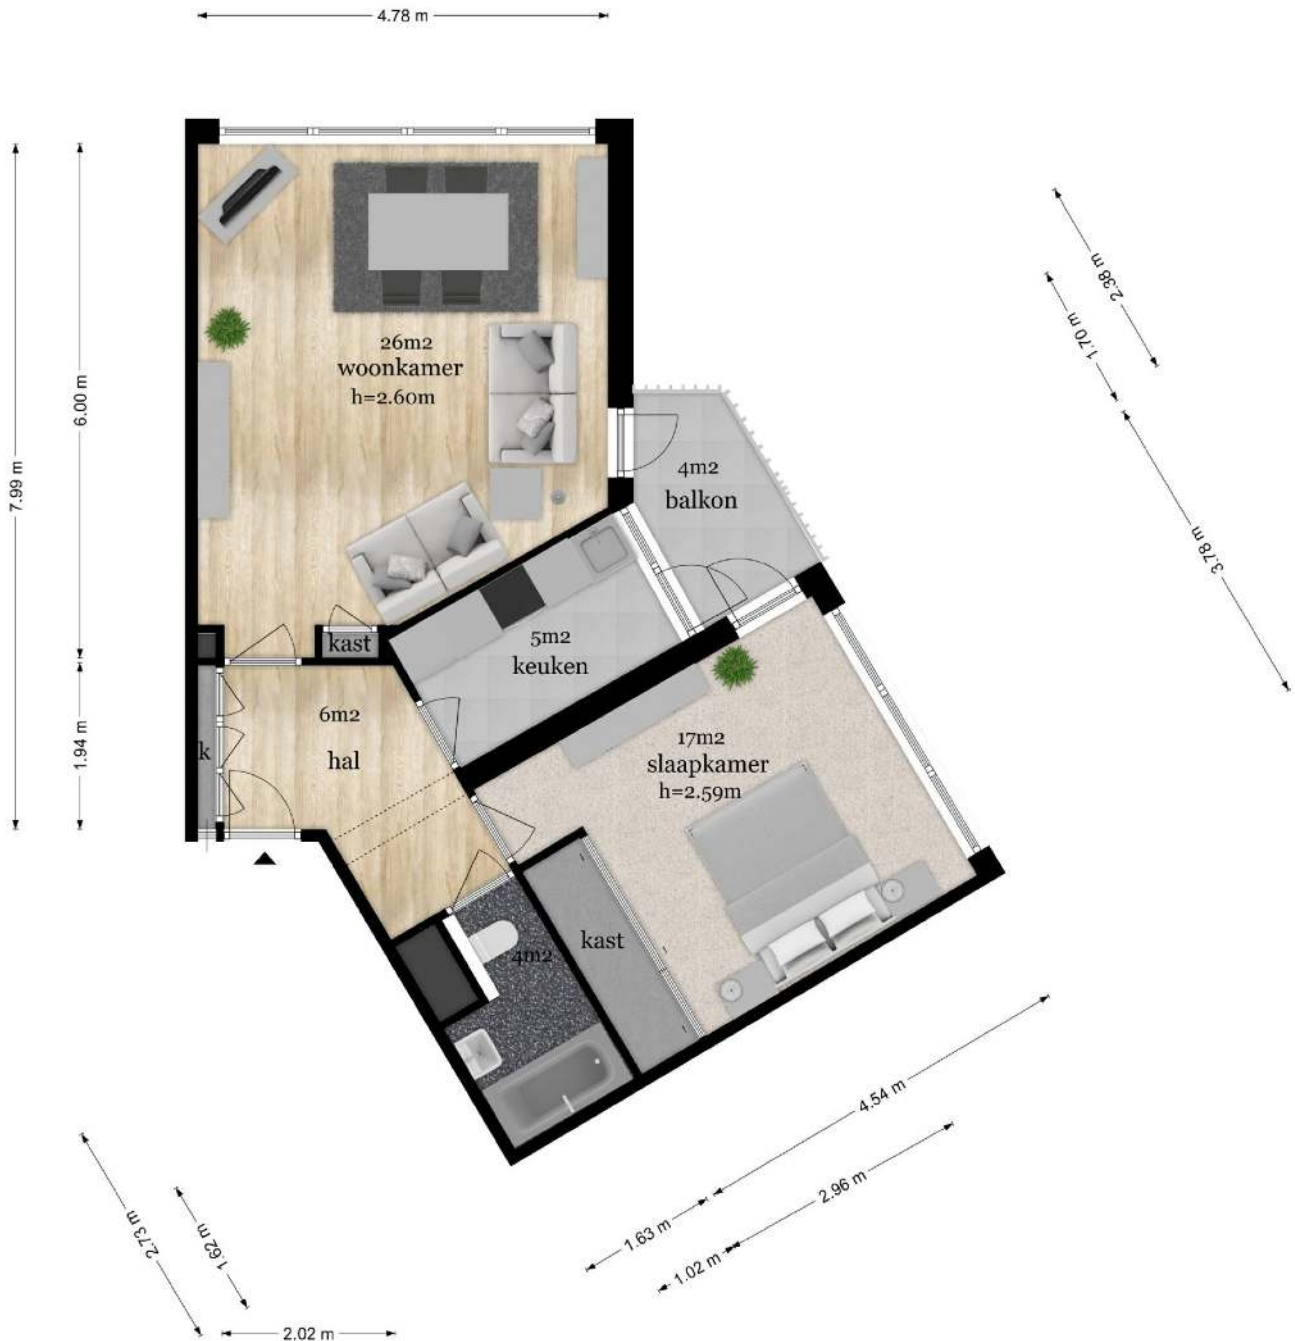 4.78 m
7.99 m
6.00 m
1.94 m
26m2
woonkamer
h=2.60m
2.38 m
1.70 m
3.78 m
4m2
balkon
kast
5m2
keuken
6m2
hal
k
17m2
slaapkamer
h=2.59m
kast
4m2
4.54 m
2.96 m
1.63 m
1.02 m
2.73 m
1.62 m
2.02 m